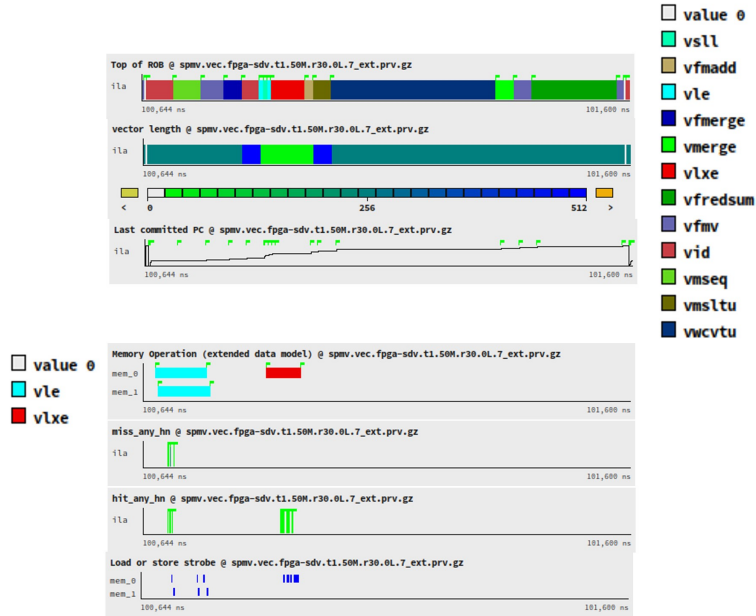 value 0
vsll
vfmadd
vle
vfmerge
vmerge
vlxe
vfredsum
vfmv
vid
vmseq
vmsltu
vwcvtu
Top of ROB @ spmv.vec.fpga-sdv.t1.50M.r30.0L.7_ext.prv.gz
ila
100,644 ns 101,600 ns
vector length @ spmv.vec.fpga-sdv.t1.50M.r30.0L.7_ext.prv.gz
ila
100,644 ns 101,600 ns
< 0 256 512 >
Last committed PC @ spmv.vec.fpga-sdv.t1.50M.r30.0L.7_ext.prv.gz
ila
100,644 ns 101,600 ns
value 0
vle
vlxe
Memory Operation (extended data model) @ spmv.vec.fpga-sdv.t1.50M.r30.0L.7_ext.prv.gz
mem_0
mem_1
100,644 ns 101,600 ns
miss_any_hn @ spmv.vec.fpga-sdv.t1.50M.r30.0L.7_ext.prv.gz
ila
100,644 ns 101,600 ns
hit_any_hn @ spmv.vec.fpga-sdv.t1.50M.r30.0L.7_ext.prv.gz
ila
100,644 ns 101,600 ns
Load or store strobe @ spmv.vec.fpga-sdv.t1.50M.r30.0L.7_ext.prv.gz
mem_0
mem_1
100,644 ns 101,600 ns